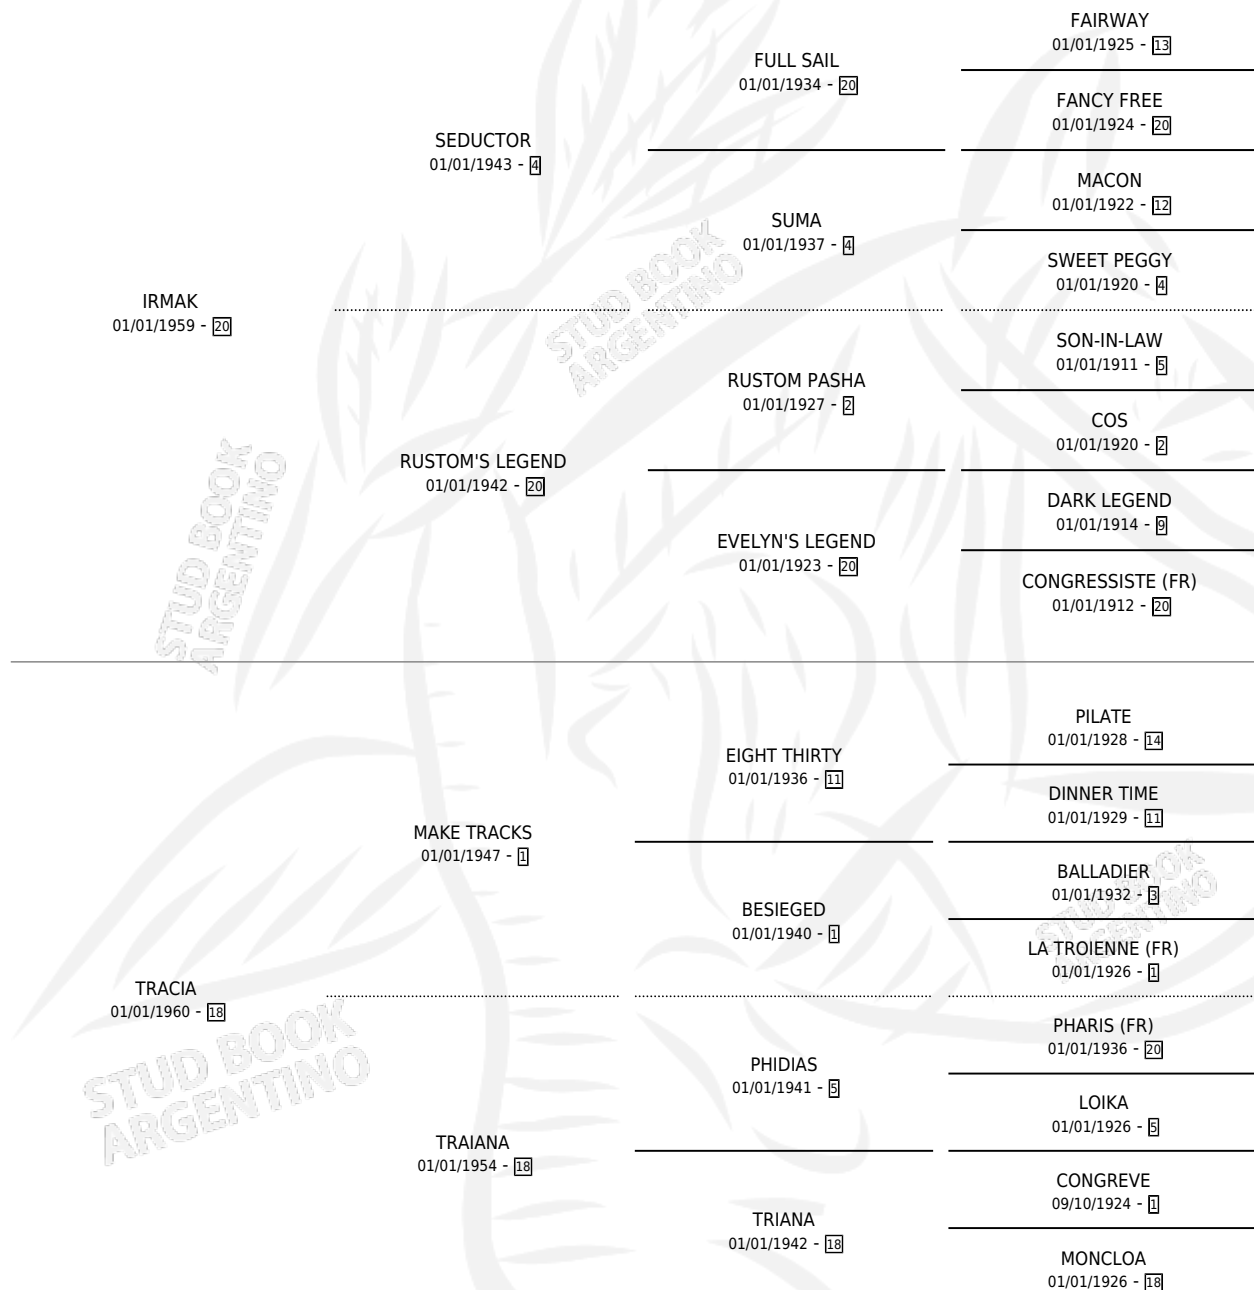 IRMAK
01/01/1959 - 20
SEDUCTOR
01/01/1943 - 4
RUSTOM'S LEGEND
01/01/1942 - 20
FULL SAIL
01/01/1934 - 20
SUMA
01/01/1937 - 4
RUSTOM PASHA
01/01/1927 - 2
EVELYN'S LEGEND
01/01/1923 - 20
FAIRWAY
01/01/1925 - 13
FANCY FREE
01/01/1924 - 20
MACON
01/01/1922 - 12
SWEET PEGGY
01/01/1920 - 4
SON-IN-LAW
01/01/1911 - 5
COS
01/01/1920 - 2
DARK LEGEND
01/01/1914 - 9
CONGRESSISTE (FR)
01/01/1912 - 20
STUD BOOK
ARGENTINO
STUD BOOK
ARGENTINO
TRACIA
01/01/1960 - 18
MAKE TRACKS
01/01/1947 - 1
TRAIANA
01/01/1954 - 18
EIGHT THIRTY
01/01/1936 - 11
BESIEGED
01/01/1940 - 1
PHIDIAS
01/01/1941 - 5
TRIANA
01/01/1942 - 18
PILATE
01/01/1928 - 14
DINNER TIME
01/01/1929 - 11
BALLADIER
01/01/1932 - 3
LA TROIENNE (FR)
01/01/1926 - 1
PHARIS (FR)
01/01/1936 - 20
LOIKA
01/01/1926 - 5
CONGREVE
09/10/1924 - 1
MONCLOA
01/01/1926 - 18
STUD BOOK
ARGENTINO
STUD BOOK
ARGENTINO